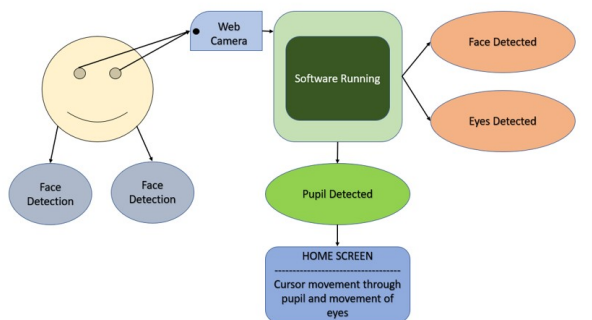 Web
Camera
Software Running
Face Detected
Eyes Detected
Face
Detection
Face
Detection
Pupil Detected
HOME SCREEN
-----------------------------------
Cursor movement through
pupil and movement of
eyes